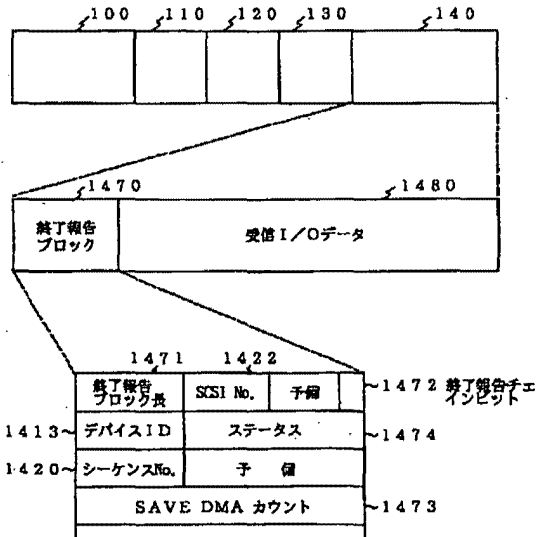 100 110 120 130 140
1470 1480
終了報告
ブロック
受信I/Oデータ
1471 1422
終了報告
ブロック長
SCSI No.
予備
1472 終了報告チェ
インビット
1413 デバイスID ステータス 1474
1420 シーケンスNo. 予備
SAVE DMA カウント 1473